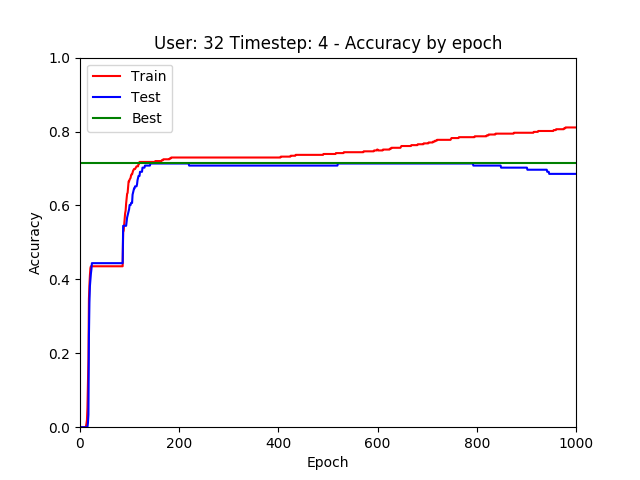 User: 32 Timestep: 4 - Accuracy by epoch
1.0
0.8
0.6
0.4
0.2
0.0
Accuracy
Train
Test
Best
0 200 400 600 800 1000
Epoch